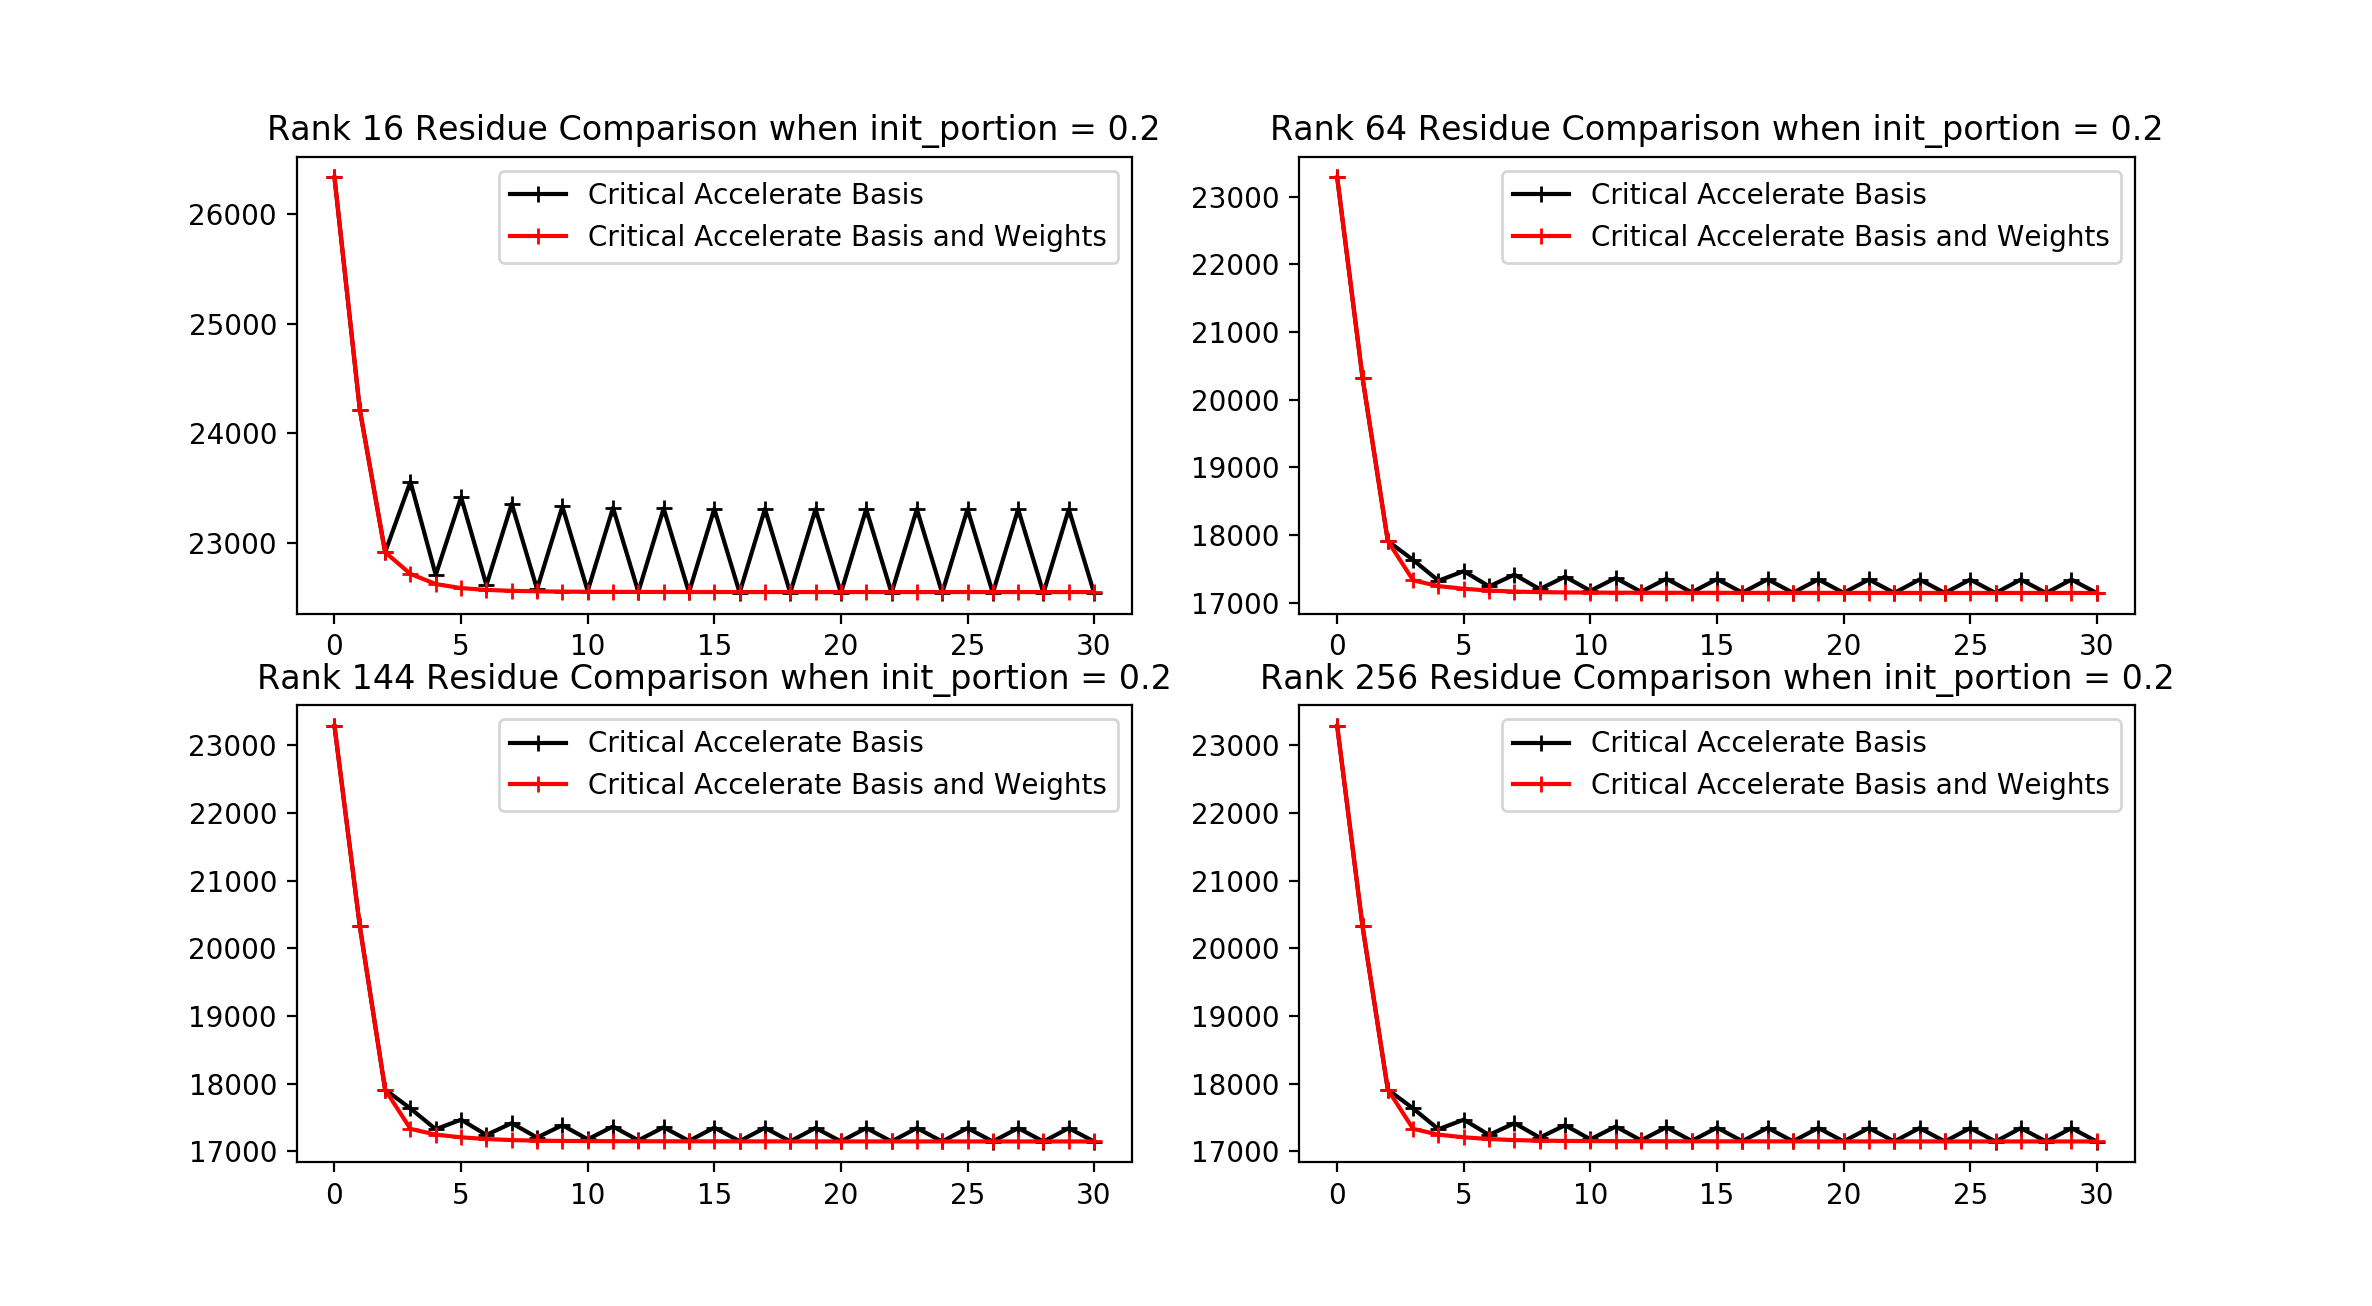 Rank 16 Residue Comparison when init_portion = 0.2
Critical Accelerate Basis
Critical Accelerate Basis and Weights
26000
25000
24000
23000
0 5 10 15 20 25 30
Rank 64 Residue Comparison when init_portion = 0.2
Critical Accelerate Basis
Critical Accelerate Basis and Weights
23000
22000
21000
20000
19000
18000
17000
0 5 10 15 20 25 30
Rank 144 Residue Comparison when init_portion = 0.2
Critical Accelerate Basis
Critical Accelerate Basis and Weights
23000
22000
21000
20000
19000
18000
17000
0 5 10 15 20 25 30
Rank 256 Residue Comparison when init_portion = 0.2
Critical Accelerate Basis
Critical Accelerate Basis and Weights
23000
22000
21000
20000
19000
18000
17000
0 5 10 15 20 25 30